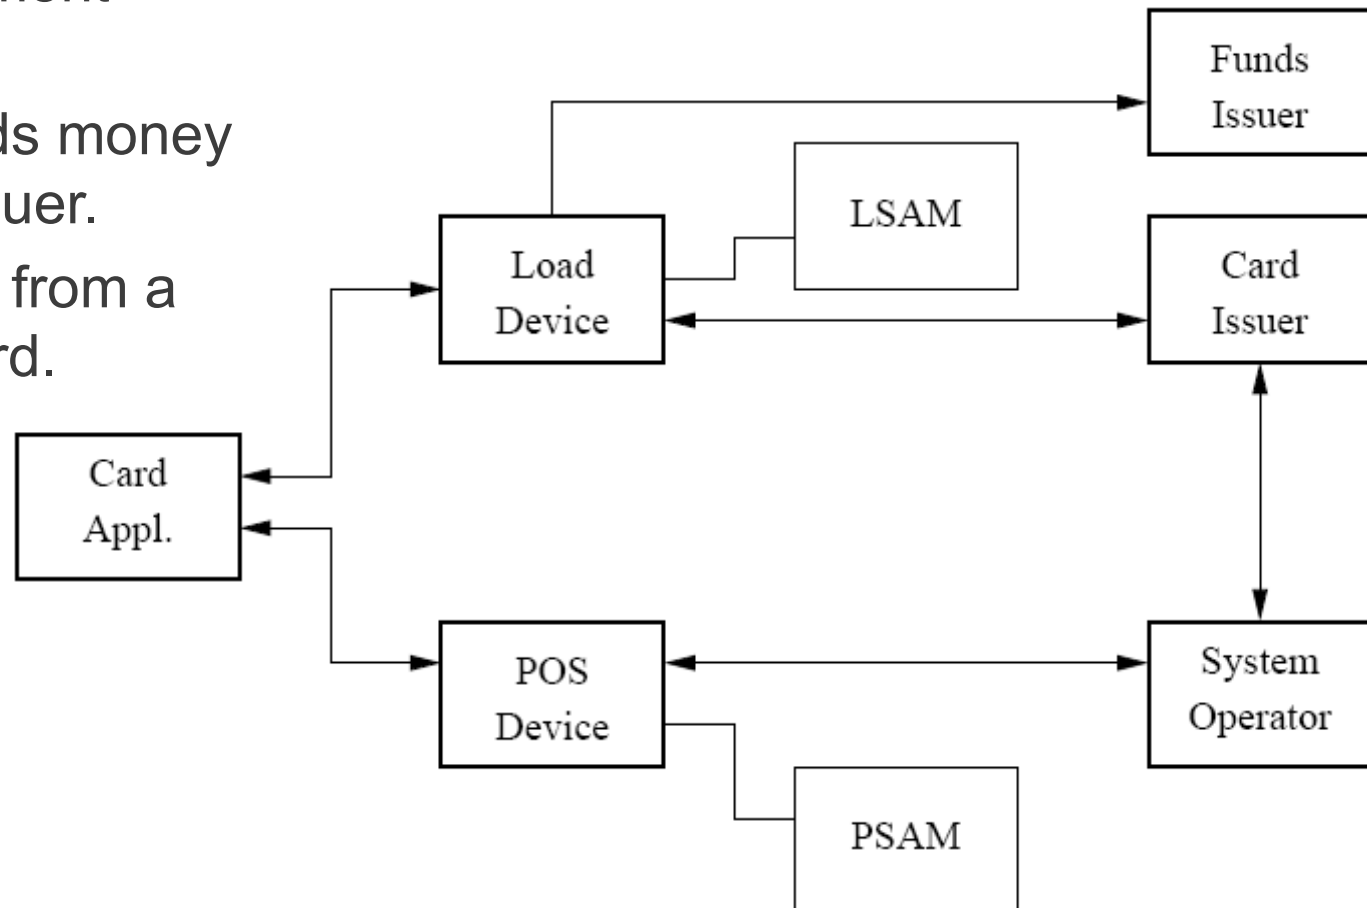 ds money
uer.
from a
rd.
Funds
Issuer
LSAM
Load
Device
Card
Issuer
Card
Appl.
POS
Device
System
Operator
PSAM